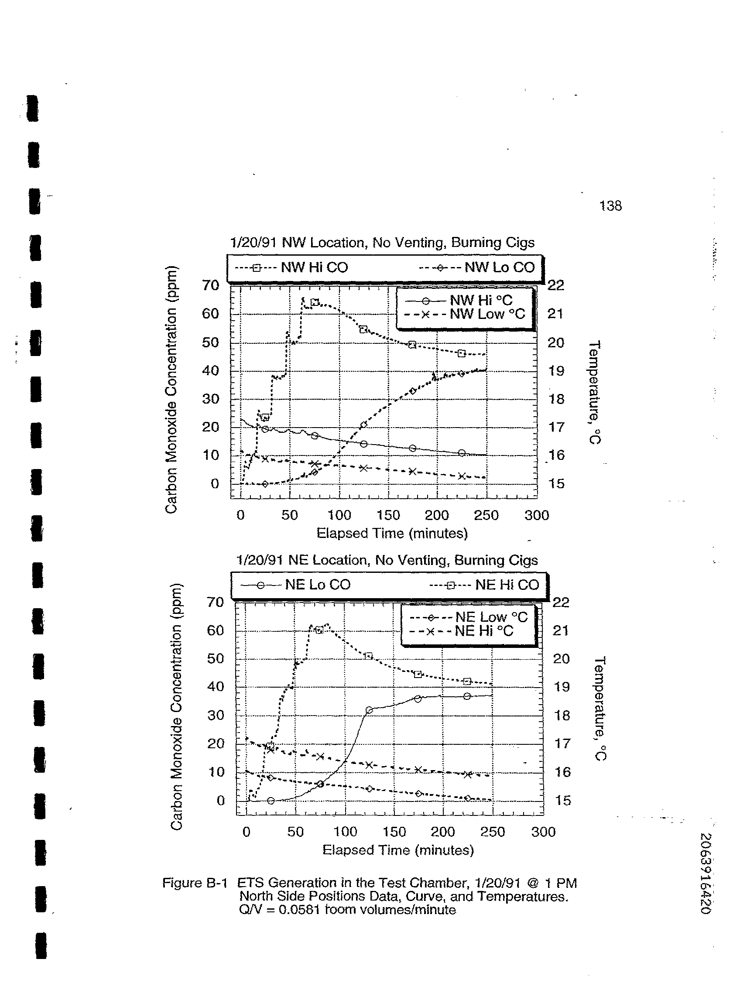 138
1/20/91 NW Location, No Venting, Burning Cigs
NW Hi CO NW Lo CO
NW Hi °C
NW Low °C
Carbon Monoxide Concentration (ppm)
70
60
50
40
30
20
10
0
22
21
20
19
18
17
16
15
Temperature, °C
0 50 100 150 200 250 300
Elapsed Time (minutes)
1/20/91 NE Location, No Venting, Burning Cigs
NE Lo CO NE Hi CO
NE Low °C
NE Hi °C
Carbon Monoxide Concentration (ppm)
70
60
50
40
30
20
10
0
22
21
20
19
18
17
16
15
Temperature, °C
0 50 100 150 200 250 300
Elapsed Time (minutes)
Figure B-1 ETS Generation in the Test Chamber, 1/20/91 @ 1 PM
North Side Positions Data, Curve, and Temperatures.
Q/V = 0.0581 room volumes/minute
2063916420